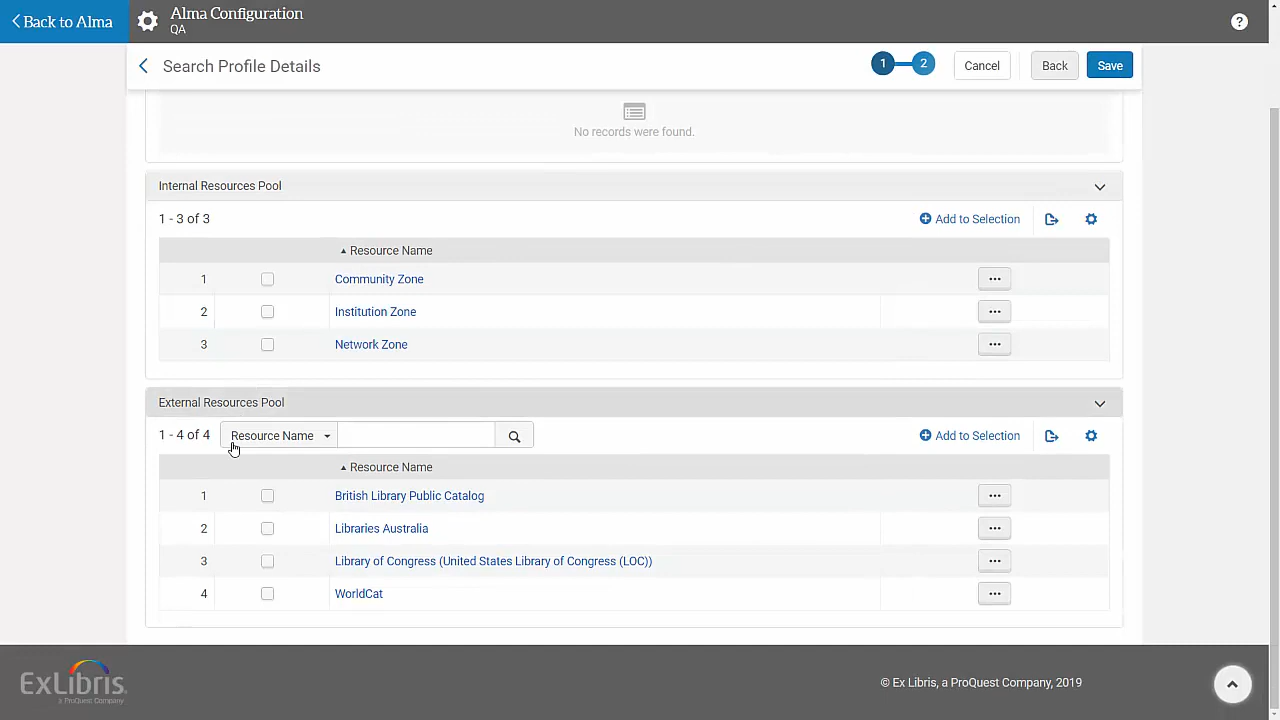 Back to Alma
Alma Configuration
QA
?
Search Profile Details
1
2
Cancel
Back
Save
No records were found.
Internal Resources Pool
1 - 3 of 3
Add to Selection
Resource Name
1 Community Zone
2 Institution Zone
3 Network Zone
External Resources Pool
1 - 4 of 4
Resource Name
Add to Selection
Resource Name
1 British Library Public Catalog
2 Libraries Australia
3 Library of Congress (United States Library of Congress (LOC))
4 WorldCat
ExLibris
a ProQuest Company
© Ex Libris, a ProQuest Company, 2019